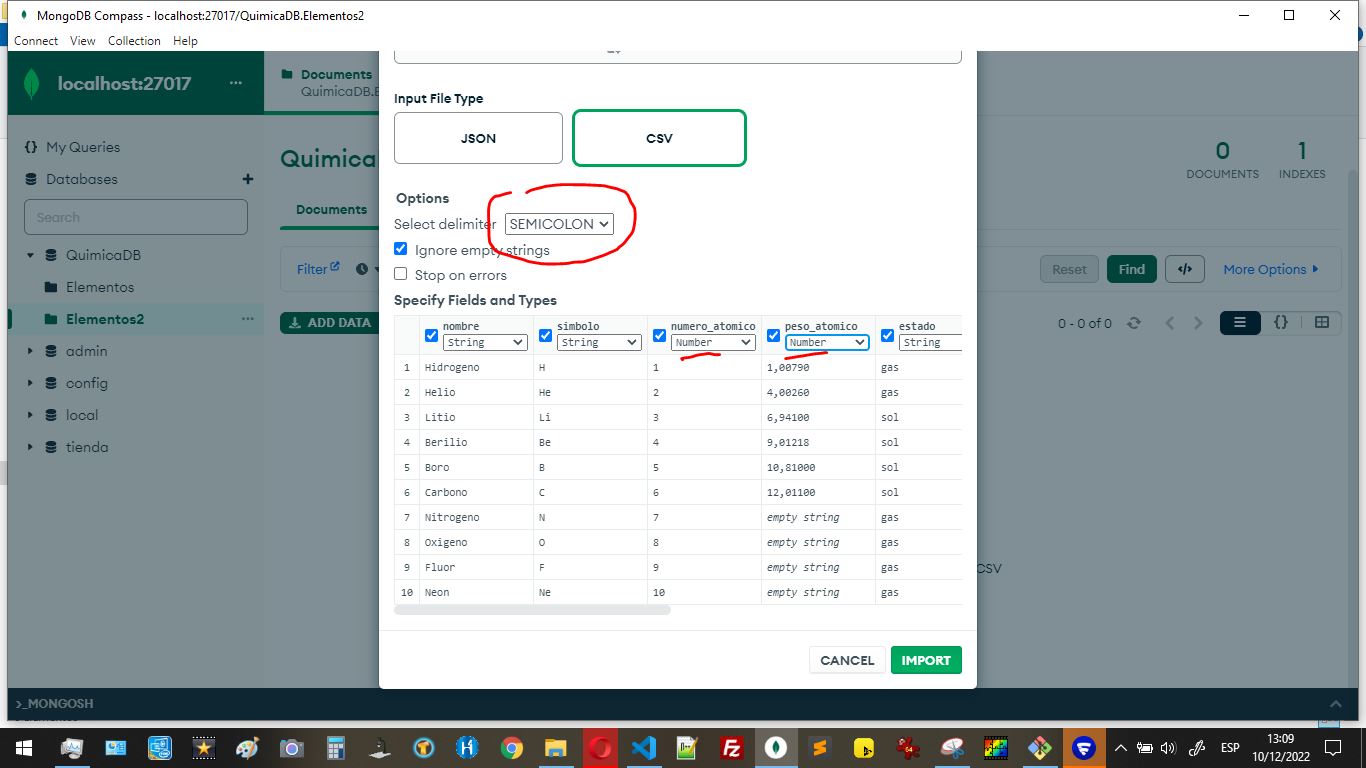 MongoDB Compass - localhost:27017/QuimicaDB.Elementos2
Connect View Collection Help
localhost:27017 ...
Documents
QuimicaDB.E
My Queries
Databases
Search
QuimicaDB
Elementos
Elementos2
admin
config
local
tienda
Quimica
Documents
Filter
ADD DATA
0 DOCUMENTS
1 INDEXES
Reset Find </> More Options
0 - 0 of 0
CSV
Input File Type
JSON CSV
Options
Select delimiter SEMICOLON
Ignore empty strings
Stop on errors
Specify Fields and Types
nombre simbolo numero_atomico peso_atomico estado
String String Number Number String
1 Hidrogeno H 1 1,00790 gas
2 Helio He 2 4,00260 gas
3 Litio Li 3 6,94100 sol
4 Berilio Be 4 9,01218 sol
5 Boro B 5 10,81000 sol
6 Carbono C 6 12,01100 sol
7 Nitrogeno N 7 empty string gas
8 Oxigeno O 8 empty string gas
9 Fluor F 9 empty string gas
10 Neon Ne 10 empty string gas
CANCEL IMPORT
>_MONGOSH
ESP
13:09
10/12/2022